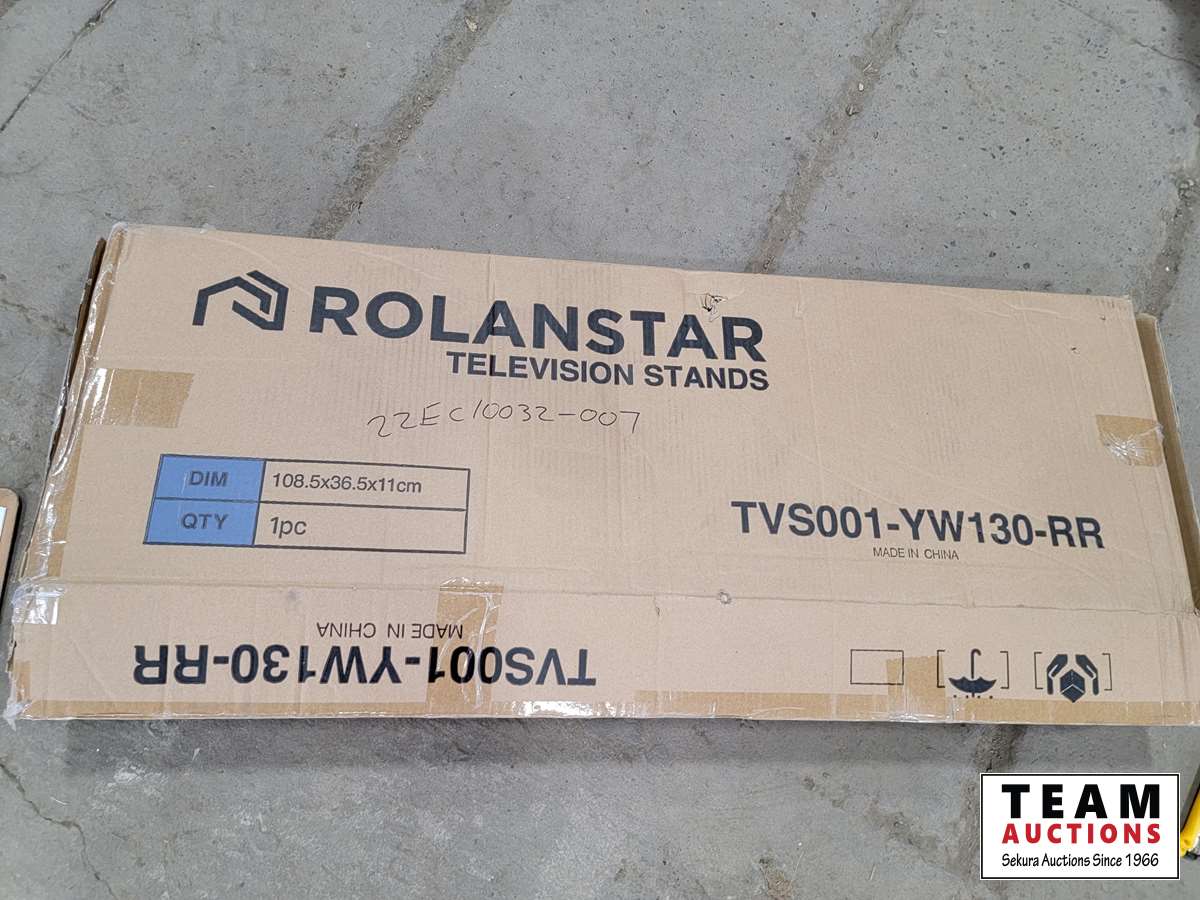 ROLANSTAR
TELEVISION STANDS
22EC10032-007
DIM 108.5x36.5x11cm
QTY 1pc
TVS001-YW130-RR
MADE IN CHINA
MADE IN CHINA
TVS001-YW130-RR
TEAM
AUCTIONS
Sekura Auctions Since 1966